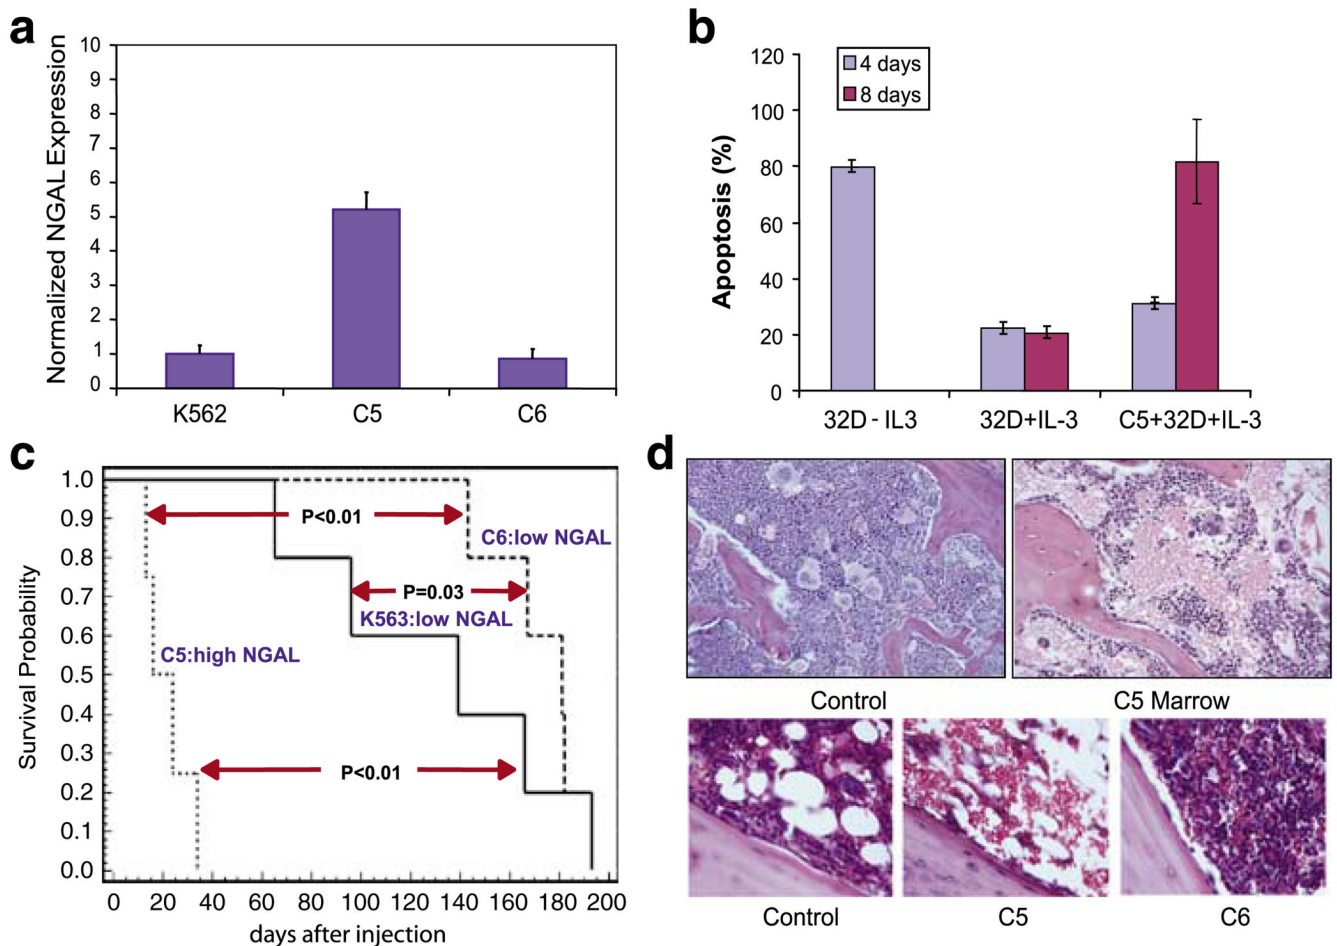 a
Normalized NGAL Expression
10
9
8
7
6
5
4
3
2
1
0
K562 C5 C6
b
Apoptosis (%)
120
100
80
60
40
20
0
4 days
8 days
32D - IL3 32D+IL-3 C5+32D+IL-3
c
Survival Probability
1.0
0.9
0.8
0.7
0.6
0.5
0.4
0.3
0.2
0.1
0.0
P<0.01
C6:low NGAL
P=0.03
K563:low NGAL
C5:high NGAL
P<0.01
0 20 40 60 80 100 120 140 160 180 200
days after injection
d
Control C5 Marrow
Control C5 C6